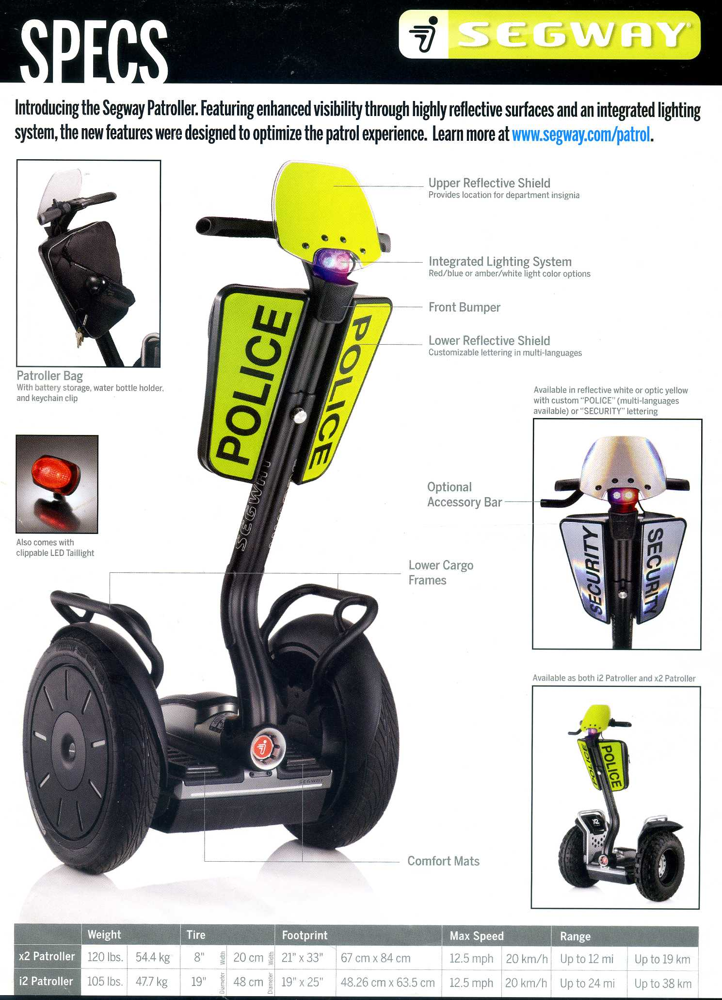 SPECS
SEGWAY®
Introducing the Segway Patroller. Featuring enhanced visibility through highly reflective surfaces and an integrated lighting
system, the new features were designed to optimize the patrol experience. Learn more at www.segway.com/patrol.
Upper Reflective Shield
Provides location for department insignia
Integrated Lighting System
Red/blue or amber/white light color options
Front Bumper
Lower Reflective Shield
Customizable lettering in multi-languages
POLICE
POLICE
SEGWAY
Patroller Bag
With battery storage, water bottle holder,
and keychain clip
Available in reflective white or optic yellow
with custom "POLICE" (multi-languages
available) or "SECURITY" lettering
Also comes with
clippable LED Taillight
Optional
Accessory Bar
SECURITY
SECURITY
Lower Cargo
Frames
Available as both i2 Patroller and x2 Patroller
POLICE
POLICE
x2
SEGWAY
Comfort Mats
Weight Tire Footprint Max Speed Range
x2 Patroller 120 lbs. 54.4 kg 8" Width 20 cm Width 21" x 33" 67 cm x 84 cm 12.5 mph 20 km/h Up to 12 mi Up to 19 km
i2 Patroller 105 lbs. 47.7 kg 19" Diameter 48 cm Diameter 19" x 25" 48.26 cm x 63.5 cm 12.5 mph 20 km/h Up to 24 mi Up to 38 km